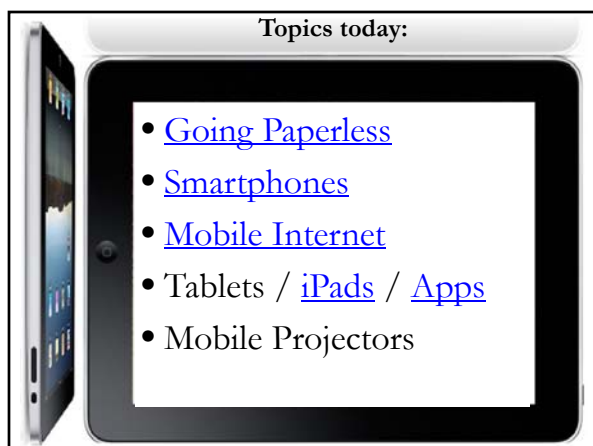 Topics today:
• Going Paperless
• Smartphones
• Mobile Internet
• Tablets / iPads / Apps
• Mobile Projectors